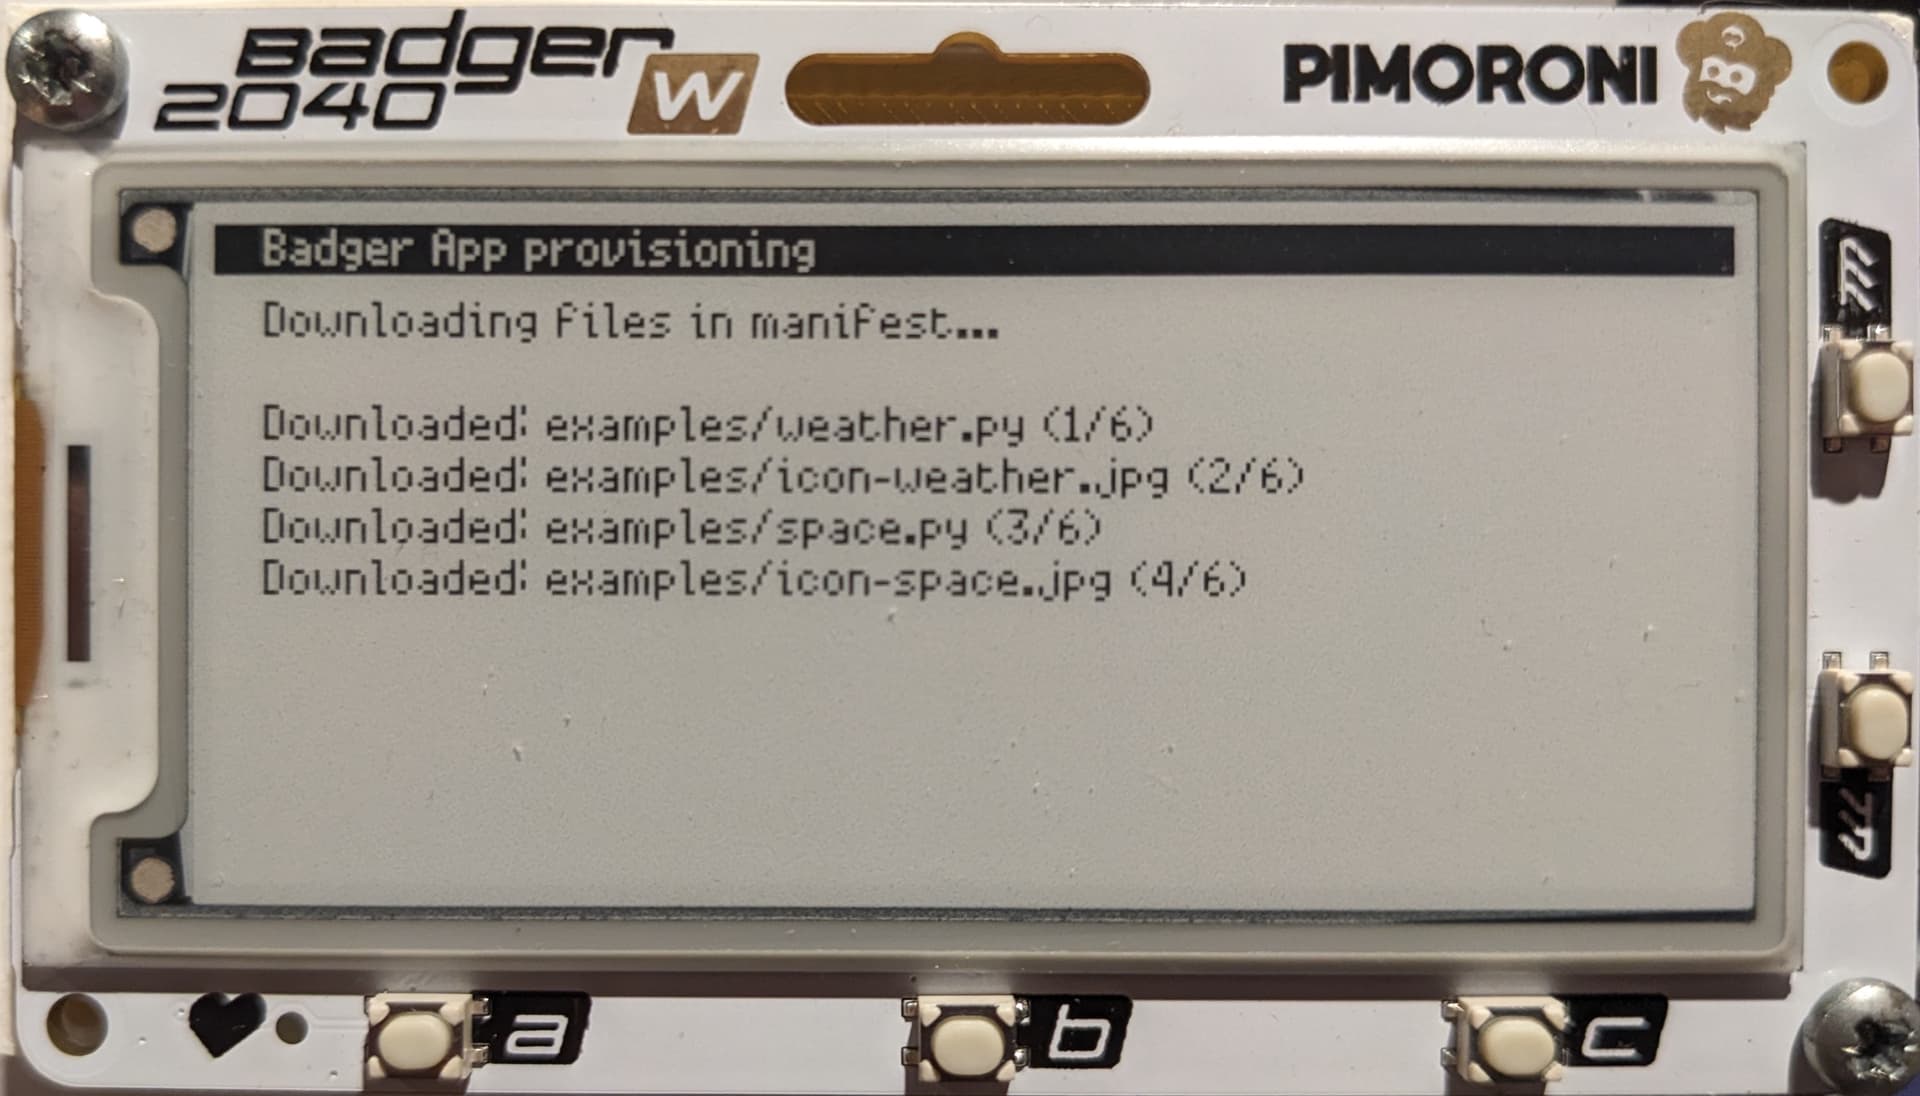 Badger
2040 W
PIMORONI
Badger App provisioning
Downloading files in manifest...
Downloaded: examples/weather.py (1/6)
Downloaded: examples/icon-weather.jpg (2/6)
Downloaded: examples/space.py (3/6)
Downloaded: examples/icon-space.jpg (4/6)
a
b
c